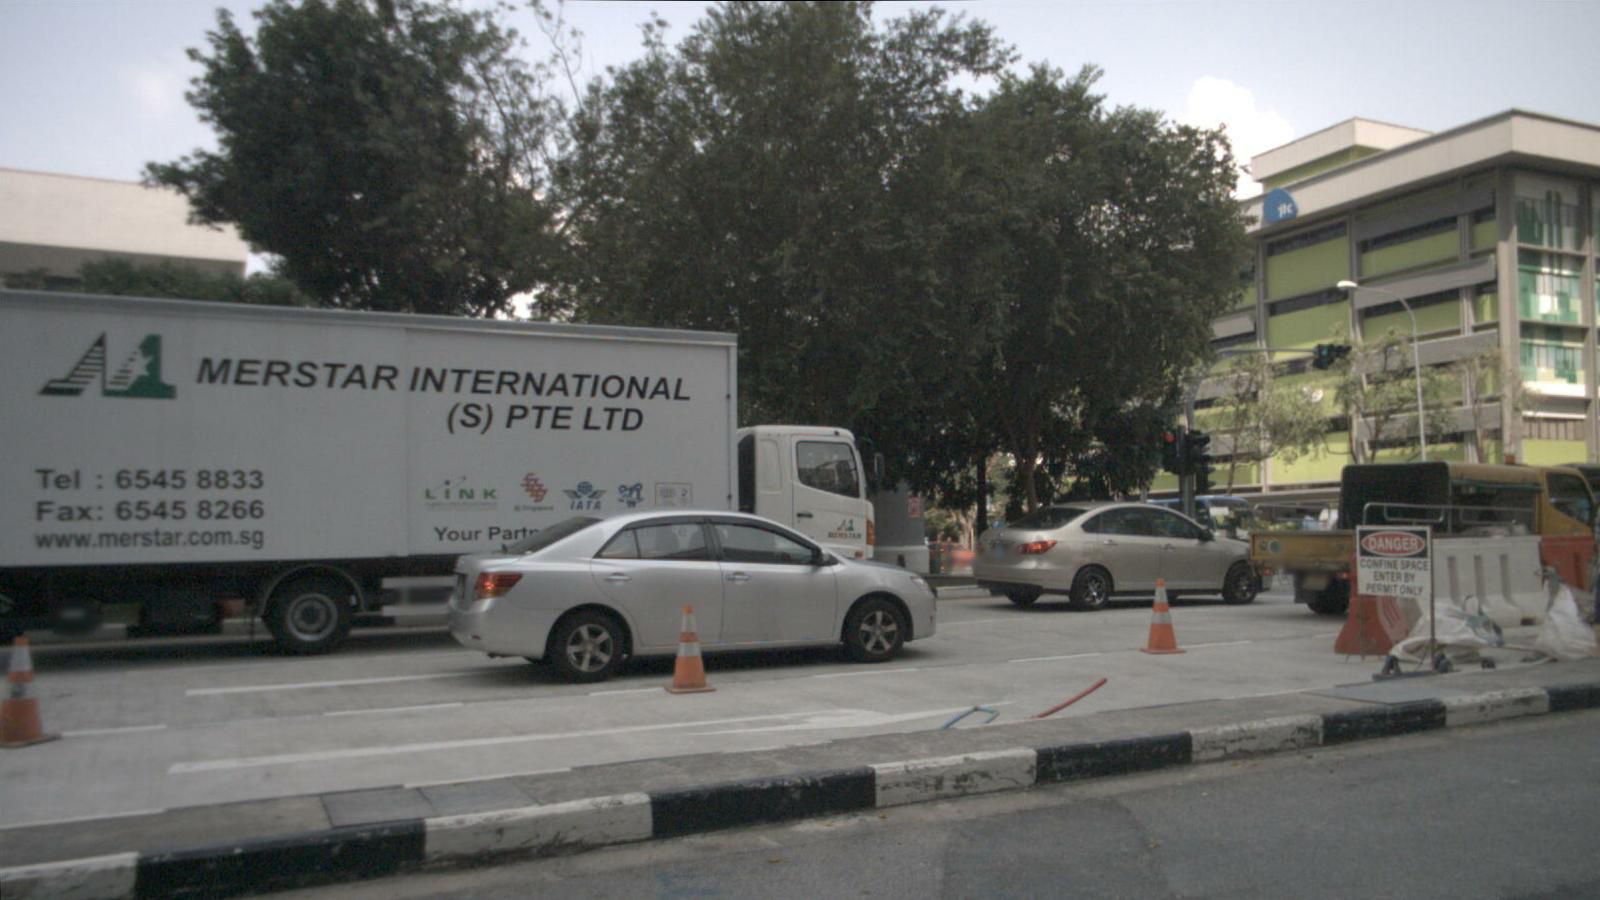 jtc
MERSTAR INTERNATIONAL
(S) PTE LTD
Tel : 6545 8833
Fax: 6545 8266
www.merstar.com.sg
LINK
IATA
Your Partn
MERSTAR
DANGER
CONFINE SPACE
ENTER BY
PERMIT ONLY